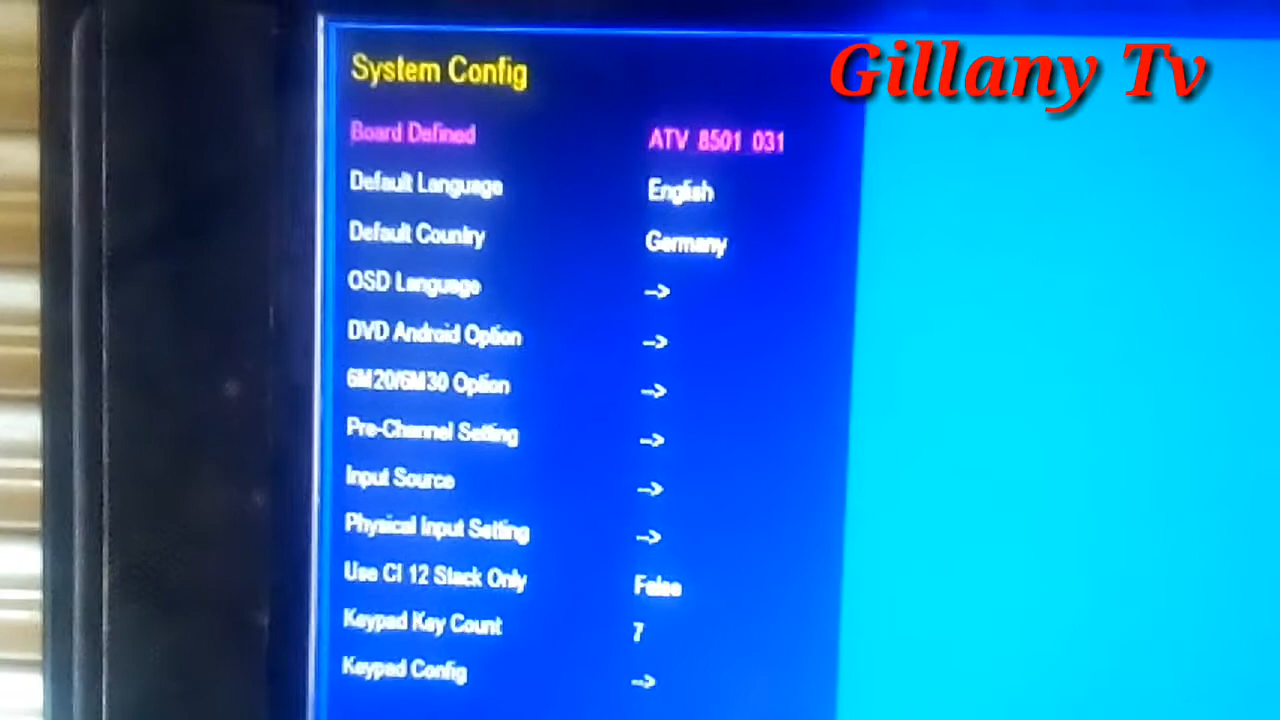 Gillany Tv
System Config
Board Defined ATV 8501 031
Default Language English
Default Country Germany
OSD Language -->
DVD Android Option -->
6M20/6M30 Option -->
Pre-Channel Setting -->
Input Source -->
Physical Input Setting -->
Use CI 12 Stack Only False
Keypad Key Count 7
Keypad Config -->